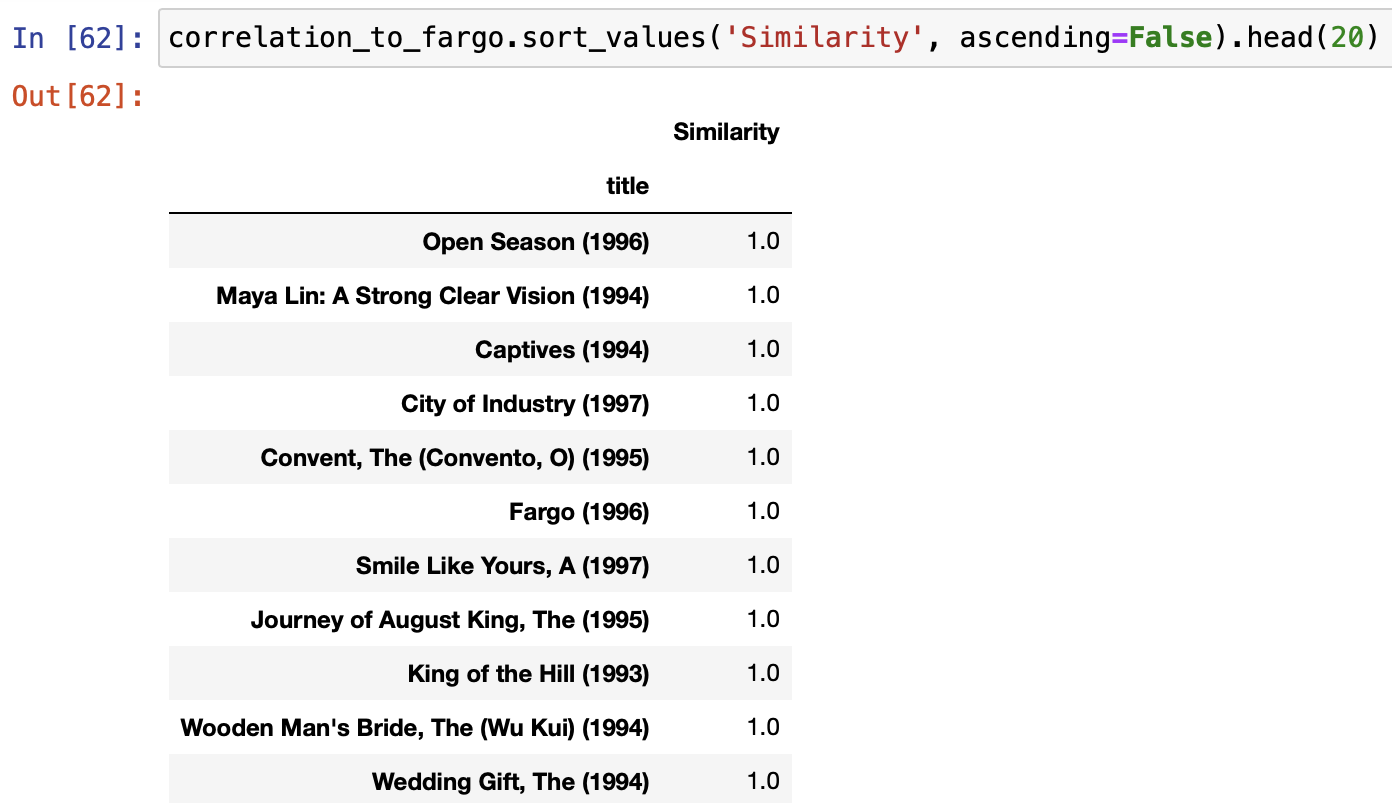 In [62]: correlation_to_fargo.sort_values('Similarity', ascending=False).head(20)
Out[62]:
Similarity
title
Open Season (1996) 1.0
Maya Lin: A Strong Clear Vision (1994) 1.0
Captives (1994) 1.0
City of Industry (1997) 1.0
Convent, The (Convento, O) (1995) 1.0
Fargo (1996) 1.0
Smile Like Yours, A (1997) 1.0
Journey of August King, The (1995) 1.0
King of the Hill (1993) 1.0
Wooden Man's Bride, The (Wu Kui) (1994) 1.0
Wedding Gift, The (1994) 1.0